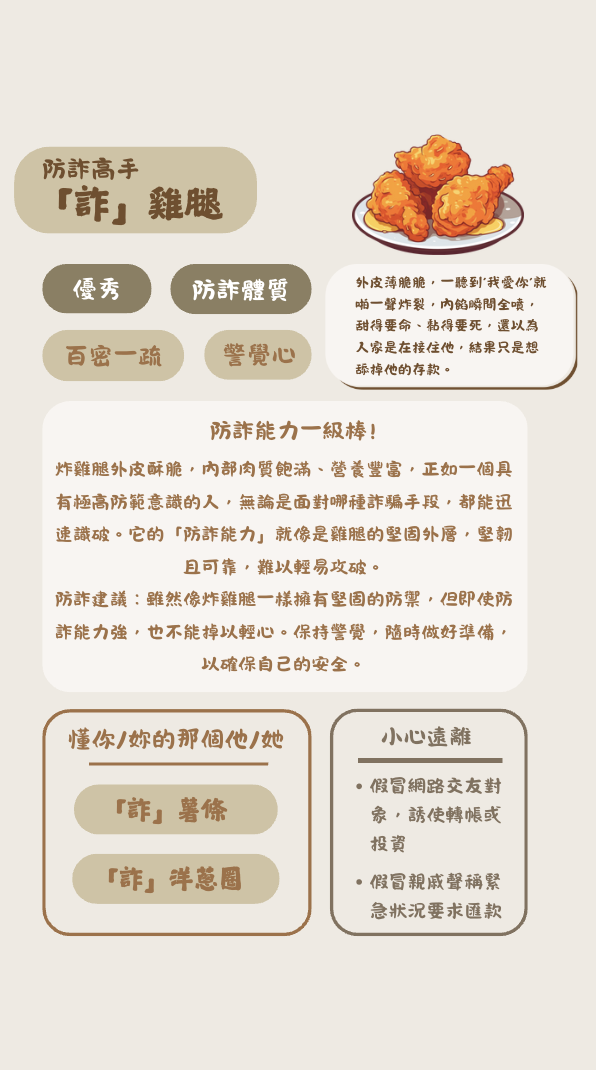 防詐高手
「詐」雞腿
優秀
防詐體質
百密一疏
警覺心
外皮薄脆脆，一聽到'我愛你'就
啪一聲炸裂，內餡瞬間全噴，
甜得要命、黏得要死，還以為
人家是在接住他，結果只是想
舔掉他的存款。
防詐能力一級棒！
炸雞腿外皮酥脆，內部肉質飽滿、營養豐富，正如一個具
有極高防範意識的人，無論是面對哪種詐騙手段，都能迅
速識破。它的「防詐能力」就像是雞腿的堅固外層，堅韌
且可靠，難以輕易攻破。
防詐建議：雖然像炸雞腿一樣擁有堅固的防禦，但即使防
詐能力強，也不能掉以輕心。保持警覺，隨時做好準備，
以確保自己的安全。
懂你/妳的那個他/她
「詐」薯條
「詐」洋蔥圈
小心遠離
• 假冒網路交友對
象，誘使轉帳或
投資
• 假冒親戚聲稱緊
急狀況要求匯款